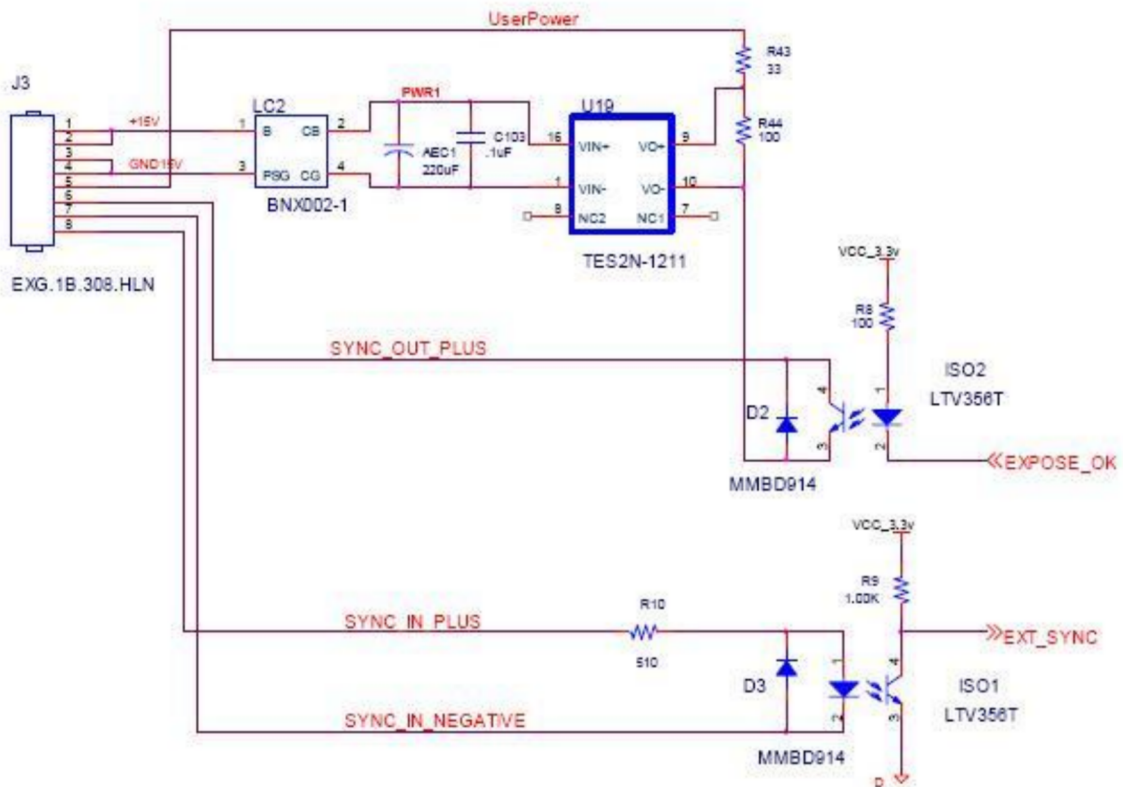 UserPower
J3
1
2
3
4
5
6
7
8
+15V
GND15V
EXG.1B.308.HLN
LC2
1
B
CB
2
3
PSG
CG
4
BNX002-1
PWR1
AEC1
220uF
C103
.1uF
U19
16
VIN+
VO+
9
1
VIN-
VO-
10
8
NC2
NC1
7
TES2N-1211
R43
33
R44
100
VCC_3.3v
R8
100
SYNC_OUT_PLUS
D2
MMBD914
4
3
1
2
ISO2
LTV356T
EXPOSE_OK
VCC_3.3v
R9
1.00K
SYNC_IN_PLUS
R10
510
EXT_SYNC
D3
1
2
4
3
ISO1
LTV356T
SYNC_IN_NEGATIVE
MMBD914
D